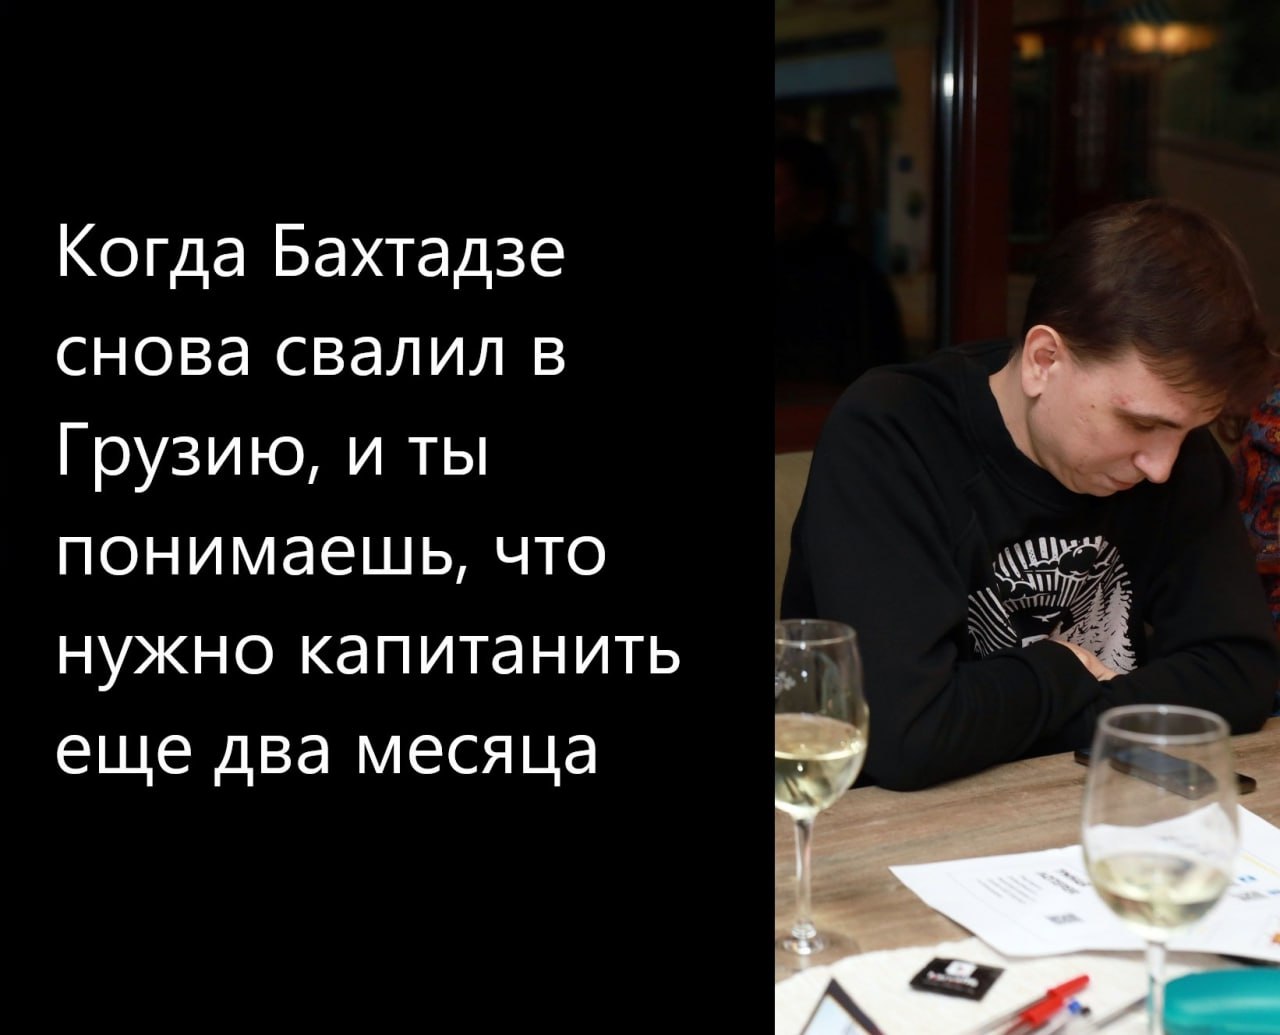 Когда Бахтадзе
снова свалил в
Грузию, и ты
понимаешь, что
нужно капитанить
еще два месяца